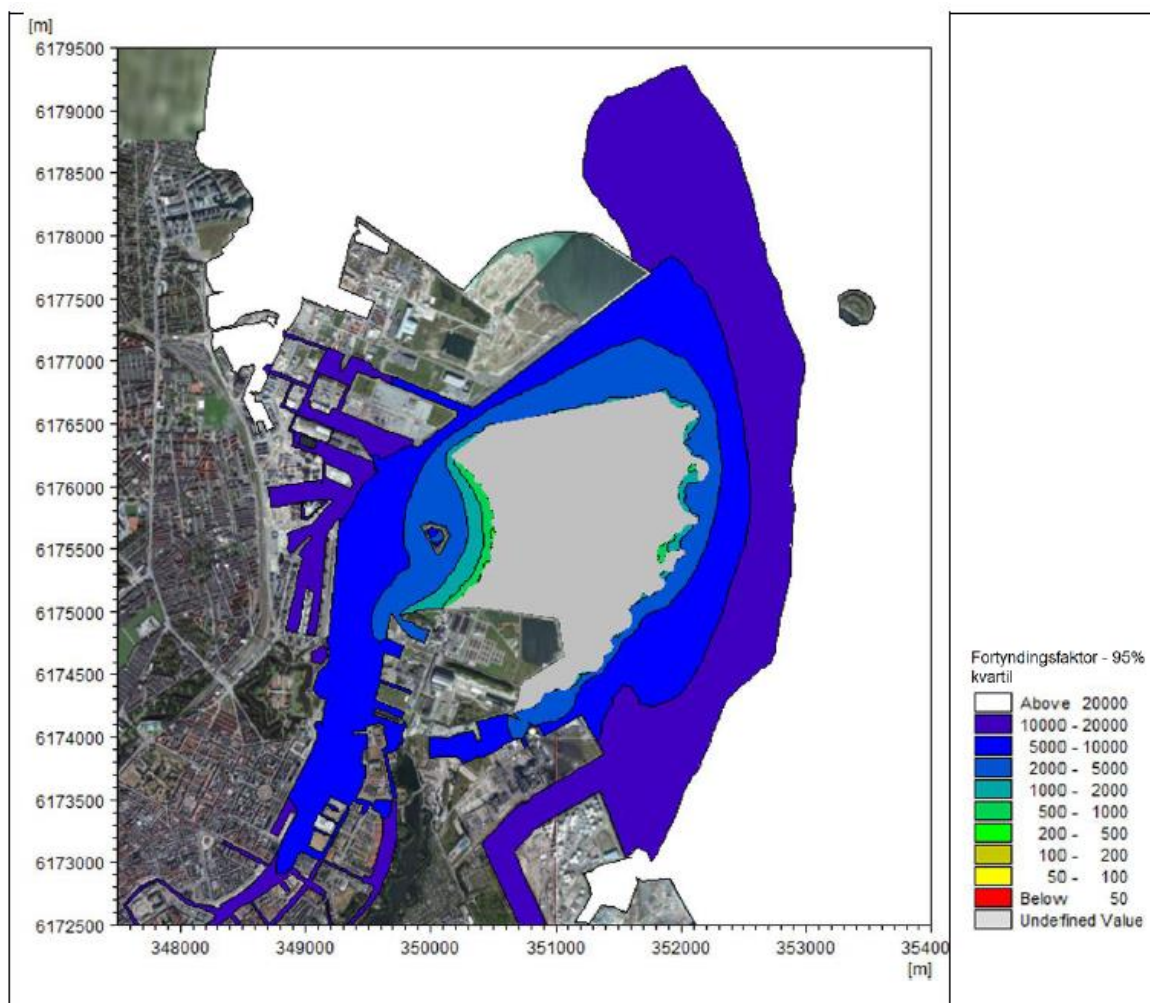 [m]
6179500
6179000
6178500
6178000
6177500
6177000
6176500
6176000
6175500
6175000
6174500
6174000
6173500
6173000
6172500
348000 349000 350000 351000 352000 353000 35400
[m]
Fortyndingsfaktor - 95%
kvartil
Above 20000
10000 - 20000
5000 - 10000
2000 - 5000
1000 - 2000
500 - 1000
200 - 500
100 - 200
50 - 100
Below 50
Undefined Value